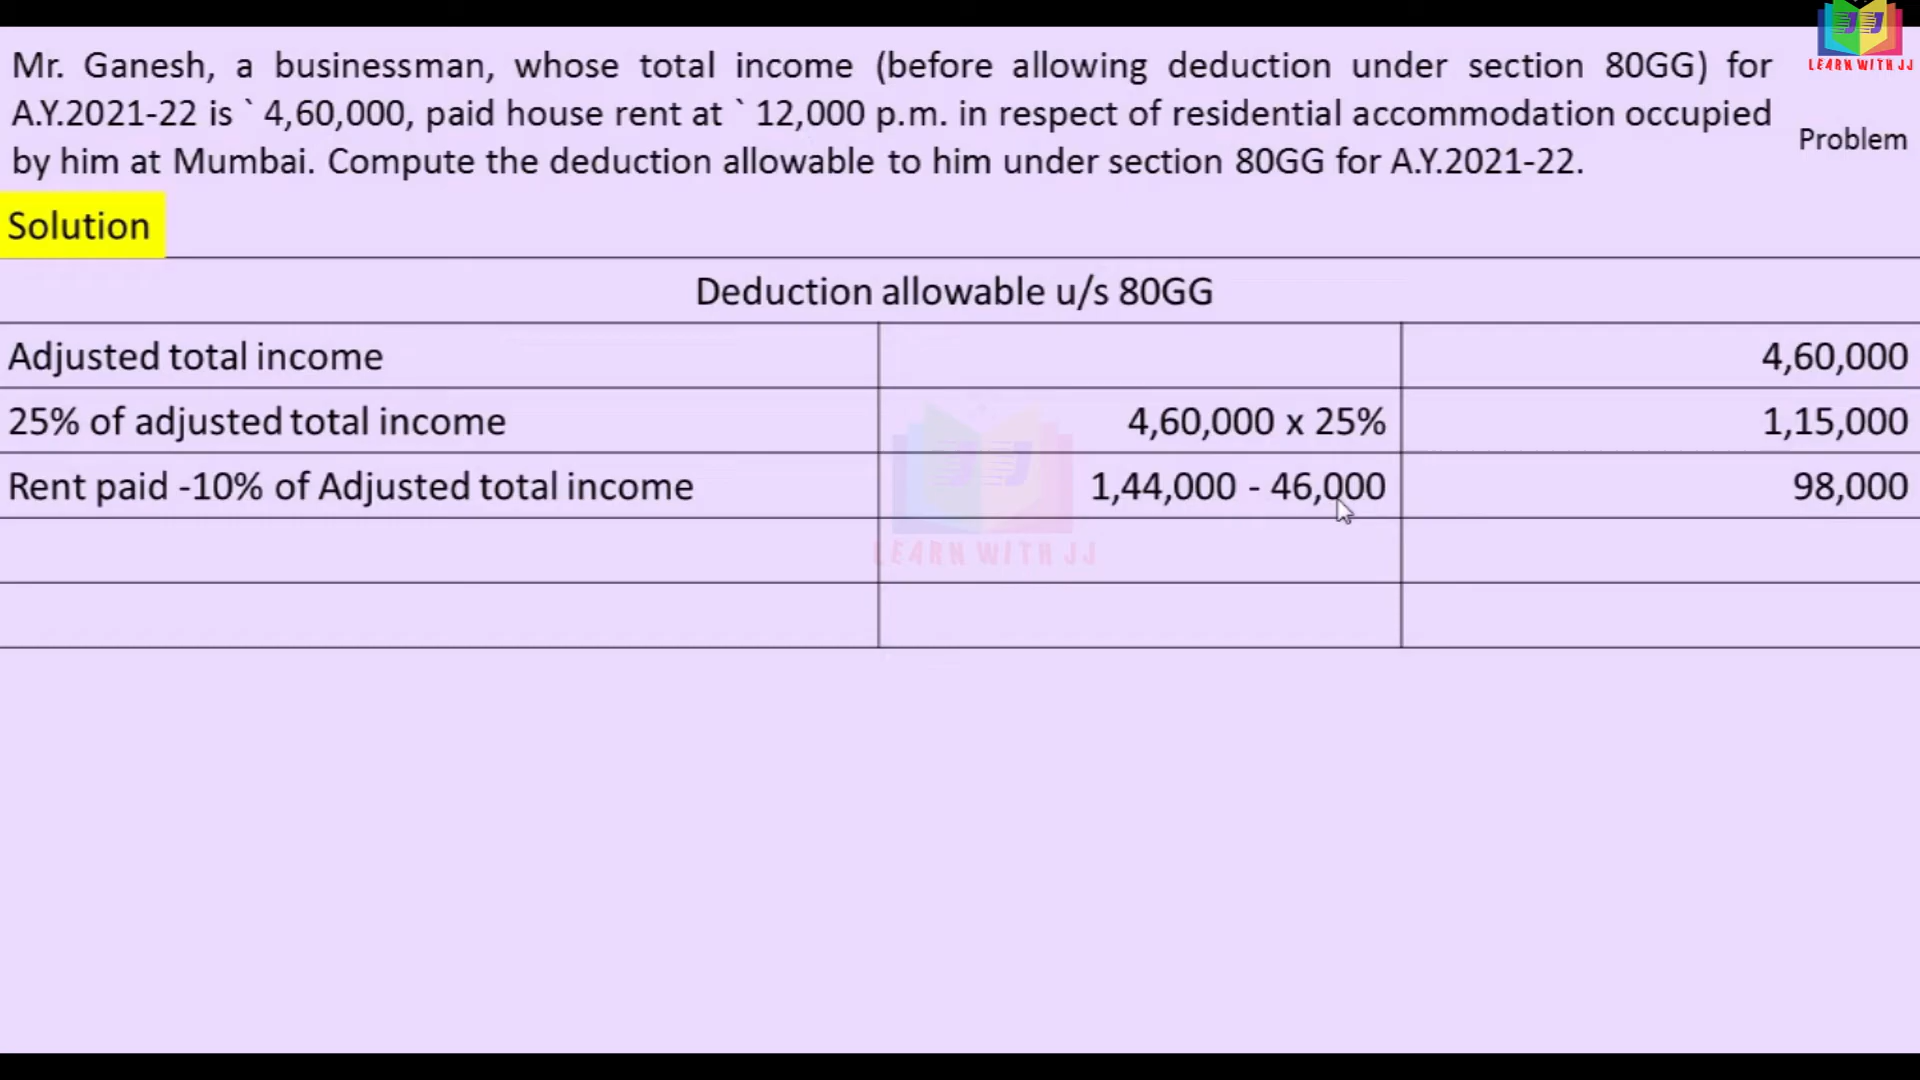 LEARN WITH JJ
Mr. Ganesh, a businessman, whose total income (before allowing deduction under section 80GG) for
A.Y.2021-22 is ` 4,60,000, paid house rent at ` 12,000 p.m. in respect of residential accommodation occupied
by him at Mumbai. Compute the deduction allowable to him under section 80GG for A.Y.2021-22.
Problem
Solution
Deduction allowable u/s 80GG
Adjusted total income 4,60,000
25% of adjusted total income 4,60,000 x 25% 1,15,000
Rent paid -10% of Adjusted total income 1,44,000 - 46,000 98,000
LEARN WITH JJ